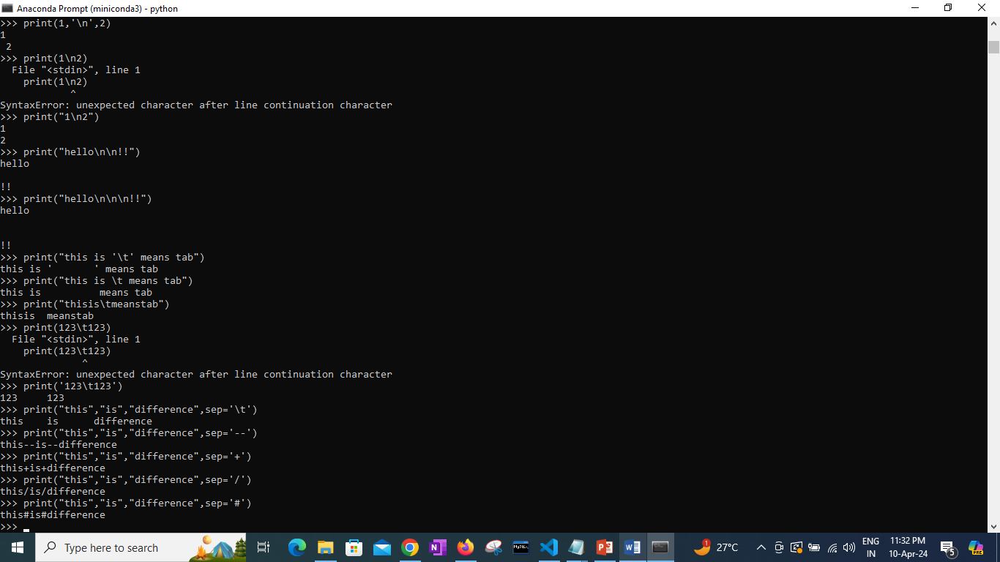 Anaconda Prompt (miniconda3) - python
>>> print(1,'\n',2)
1
 2
>>> print(1\n2)
  File "<stdin>", line 1
    print(1\n2)
            ^
SyntaxError: unexpected character after line continuation character
>>> print("1\n2")
1
2
>>> print("hello\n\n!!")
hello

!!
>>> print("hello\n\n\n!!")
hello


!!
>>> print("this is '\t' means tab")
this is '       ' means tab
>>> print("this is \t means tab")
this is          means tab
>>> print("thisis\tmeanstab")
thisis  meanstab
>>> print(123\t123)
  File "<stdin>", line 1
    print(123\t123)
              ^
SyntaxError: unexpected character after line continuation character
>>> print('123\t123')
123     123
>>> print("this","is","difference",sep='\t')
this    is      difference
>>> print("this","is","difference",sep='--')
this--is--difference
>>> print("this","is","difference",sep='+')
this+is+difference
>>> print("this","is","difference",sep='/')
this/is/difference
>>> print("this","is","difference",sep='#')
this#is#difference
>>>
Type here to search
N
MySQL
P
W
1
27°C
ENG
IN
11:32 PM
10-Apr-24
5
PRE